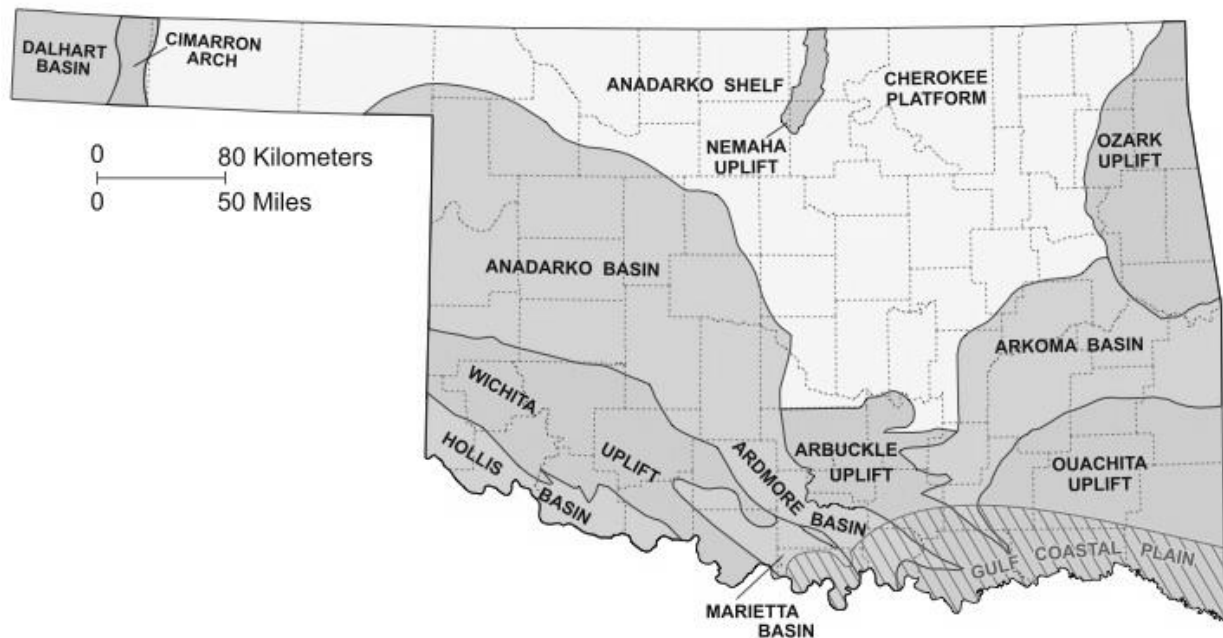 DALHART
BASIN
CIMARRON
ARCH
ANADARKO SHELF
CHEROKEE
PLATFORM
NEMAHA
UPLIFT
OZARK
UPLIFT
0 80 Kilometers
0 50 Miles
ANADARKO BASIN
ARKOMA BASIN
WICHITA
UPLIFT
HOLLIS
BASIN
ARDMORE BASIN
ARBUCKLE
UPLIFT
OUACHITA
UPLIFT
GULF COASTAL PLAIN
MARIETTA
BASIN